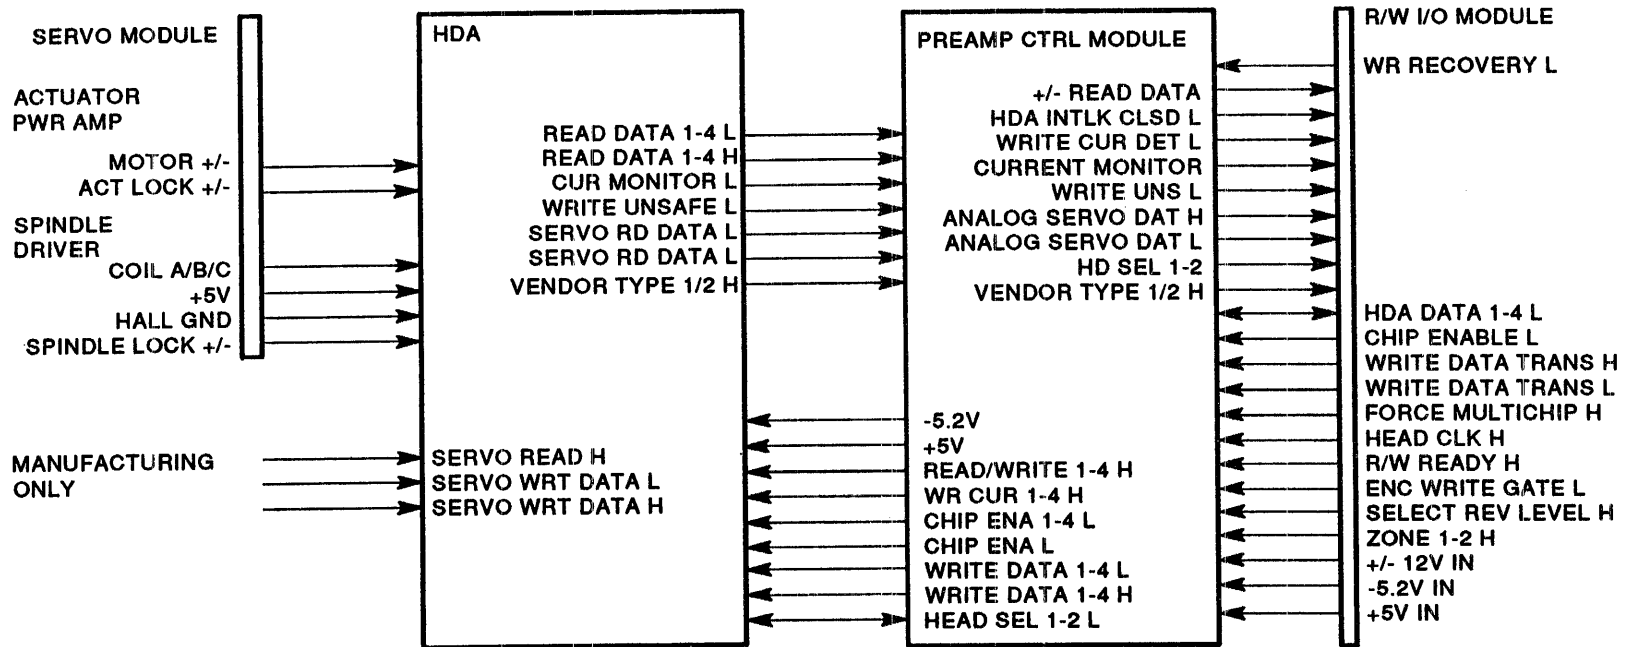 SERVO MODULE
ACTUATOR
PWR AMP
MOTOR +/-
ACT LOCK +/-
SPINDLE
DRIVER
COIL A/B/C
+5V
HALL GND
SPINDLE LOCK +/-
MANUFACTURING
ONLY
HDA
READ DATA 1-4 L
READ DATA 1-4 H
CUR MONITOR L
WRITE UNSAFE L
SERVO RD DATA L
SERVO RD DATA L
VENDOR TYPE 1/2 H
SERVO READ H
SERVO WRT DATA L
SERVO WRT DATA H
PREAMP CTRL MODULE
+/- READ DATA
HDA INTLK CLSD L
WRITE CUR DET L
CURRENT MONITOR
WRITE UNS L
ANALOG SERVO DAT H
ANALOG SERVO DAT L
HD SEL 1-2
VENDOR TYPE 1/2 H
-5.2V
+5V
READ/WRITE 1-4 H
WR CUR 1-4 H
CHIP ENA 1-4 L
CHIP ENA L
WRITE DATA 1-4 L
WRITE DATA 1-4 H
HEAD SEL 1-2 L
R/W I/O MODULE
WR RECOVERY L
HDA DATA 1-4 L
CHIP ENABLE L
WRITE DATA TRANS H
WRITE DATA TRANS L
FORCE MULTICHIP H
HEAD CLK H
R/W READY H
ENC WRITE GATE L
SELECT REV LEVEL H
ZONE 1-2 H
+/- 12V IN
-5.2V IN
+5V IN